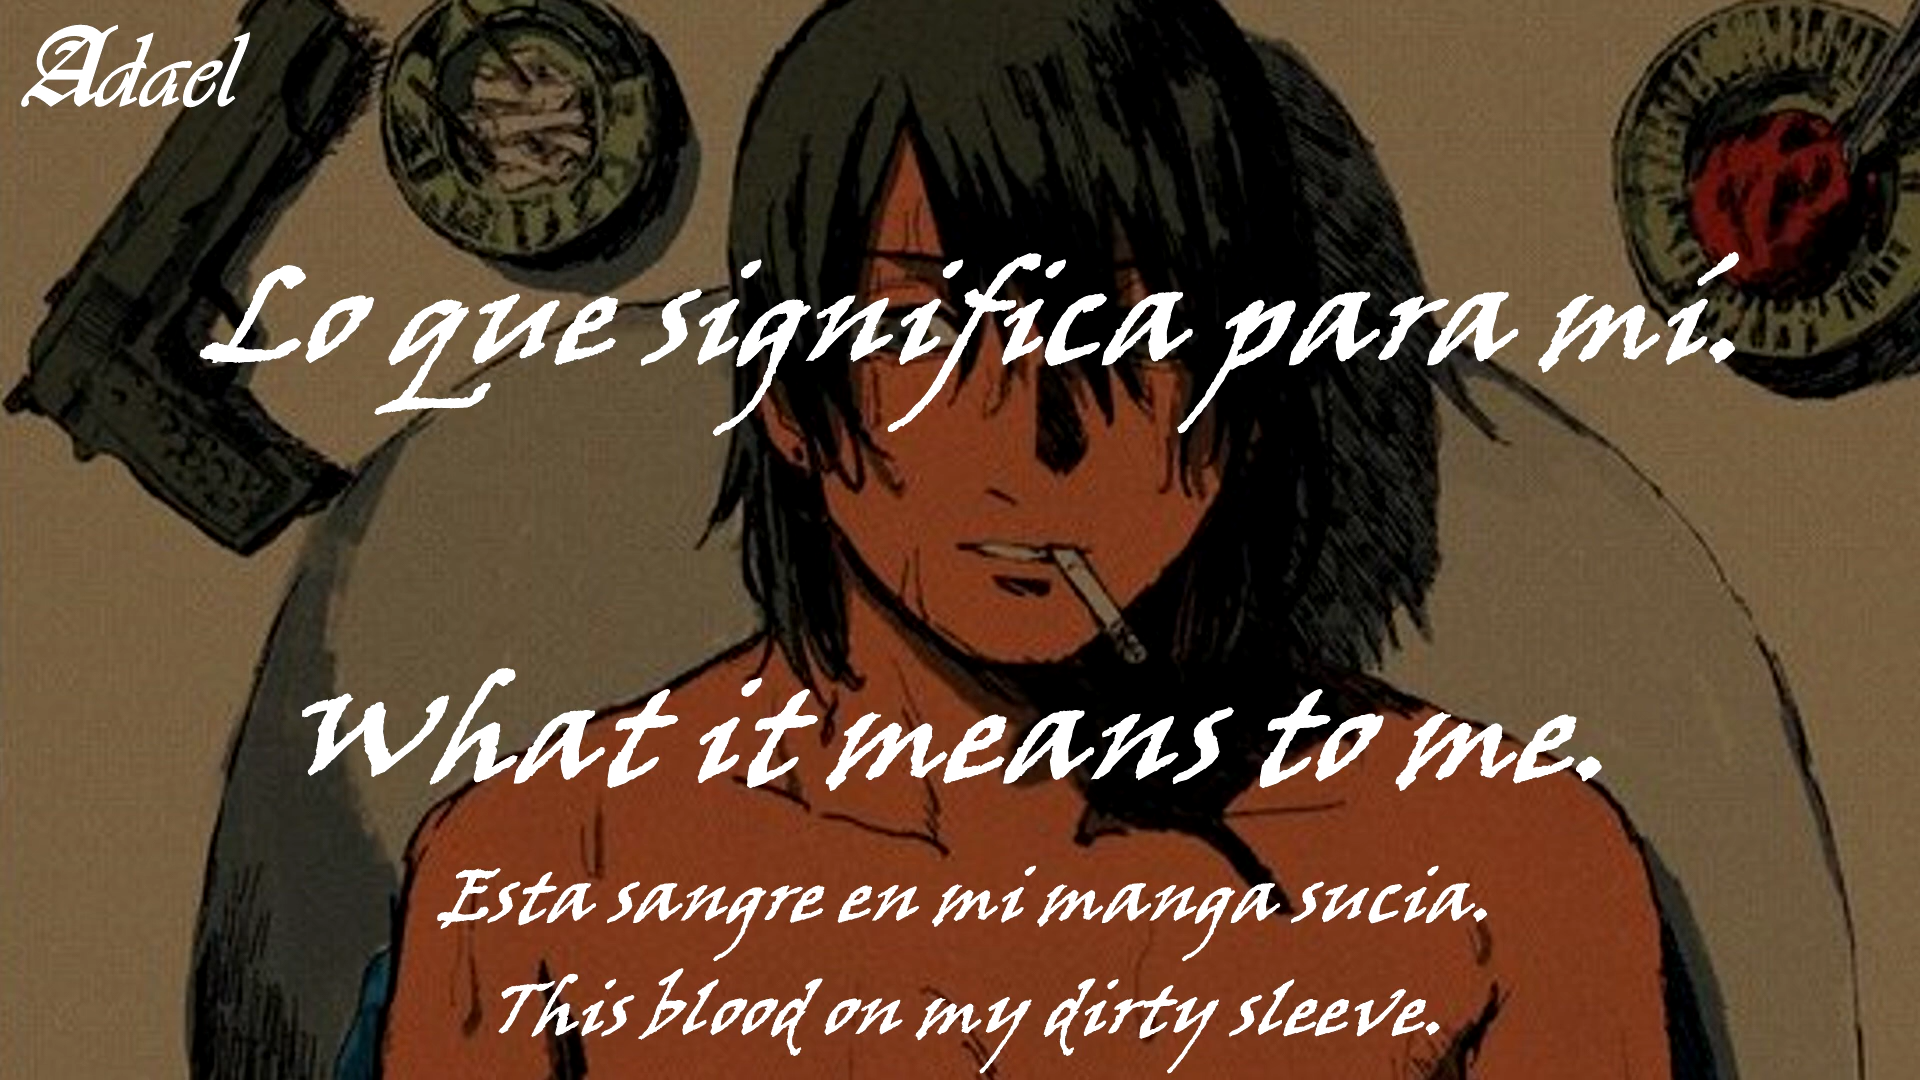 Adael
Lo que significa para mí.
What it means to me.
Esta sangre en mi manga sucia.
This blood on my dirty sleeve.